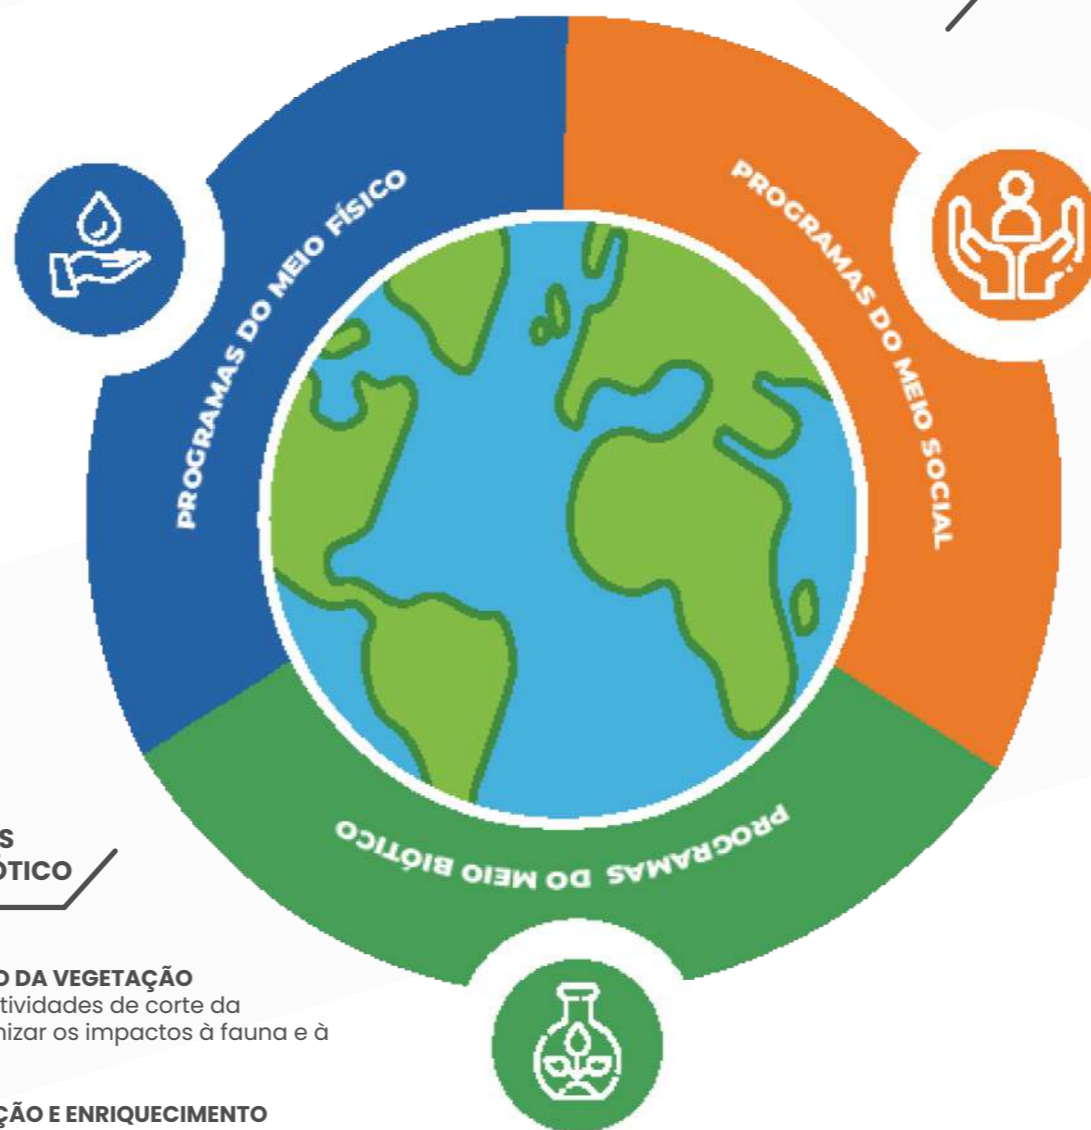 PROGRAMAS DO MEIO FÍSICO
PROGRAMAS DO MEIO SOCIAL
PROGRAMAS DO MEIO BIÓTICO
S
ÓTICO
O DA VEGETAÇÃO
tividades de corte da
nizar os impactos à fauna e à
ÇÃO E ENRIQUECIMENTO